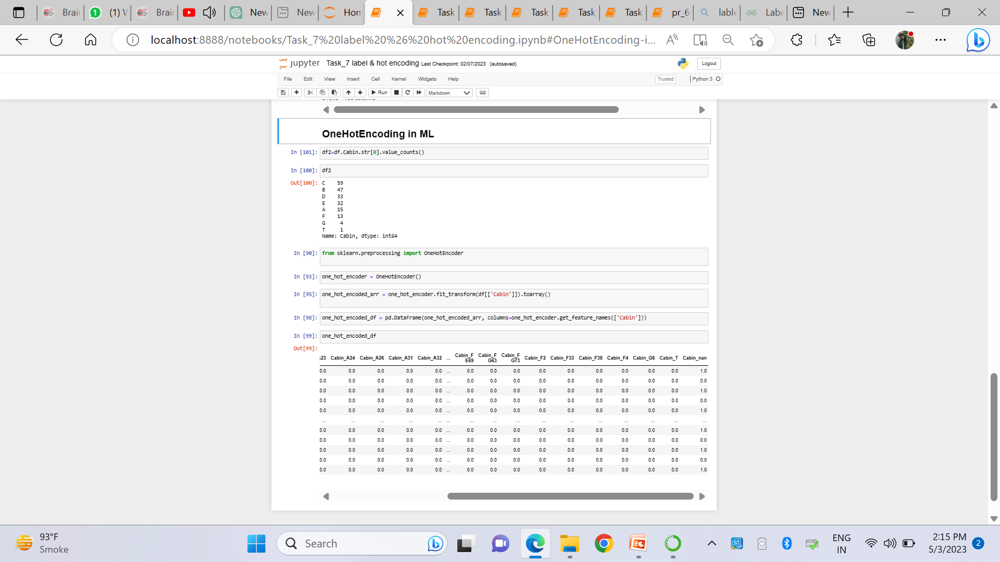 Brain
(1) W
Brain
New
New
Hom
Task
Task
Task
Task
Task
pr_6
lable
Labe
New
localhost:8888/notebooks/Task_7%20label%20%26%20hot%20encoding.ipynb#OneHotEncoding-i...
jupyter Task_7 label & hot encoding Last Checkpoint: 02/07/2023 (autosaved)
Logout
File Edit View Insert Cell Kernel Widgets Help
Trusted
Python 3
Run
Markdown
OneHotEncoding in ML
In [101]: df2=df.Cabin.str[0].value_counts()
In [100]: df2
Out[100]: C 59
B 47
D 33
E 32
A 15
F 13
G 4
T 1
Name: Cabin, dtype: int64
In [90]: from sklearn.preprocessing import OneHotEncoder
In [93]: one_hot_encoder = OneHotEncoder()
In [95]: one_hot_encoded_arr = one_hot_encoder.fit_transform(df[['Cabin']]).toarray()
In [98]: one_hot_encoded_df = pd.DataFrame(one_hot_encoded_arr, columns=one_hot_encoder.get_feature_names(['Cabin']))
In [99]: one_hot_encoded_df
Out[99]:
A23 Cabin_A24 Cabin_A26 Cabin_A31 Cabin_A32 ... Cabin_F E69 Cabin_F G63 Cabin_F G73 Cabin_F2 Cabin_F33 Cabin_F38 Cabin_F4 Cabin_G6 Cabin_T Cabin_nan
0.0 0.0 0.0 0.0 0.0 ... 0.0 0.0 0.0 0.0 0.0 0.0 0.0 0.0 0.0 1.0
0.0 0.0 0.0 0.0 0.0 ... 0.0 0.0 0.0 0.0 0.0 0.0 0.0 0.0 0.0 0.0
0.0 0.0 0.0 0.0 0.0 ... 0.0 0.0 0.0 0.0 0.0 0.0 0.0 0.0 0.0 1.0
0.0 0.0 0.0 0.0 0.0 ... 0.0 0.0 0.0 0.0 0.0 0.0 0.0 0.0 0.0 0.0
0.0 0.0 0.0 0.0 0.0 ... 0.0 0.0 0.0 0.0 0.0 0.0 0.0 0.0 0.0 1.0
... ... ... ... ... ... ... ... ... ... ... ... ... ... ... ...
0.0 0.0 0.0 0.0 0.0 ... 0.0 0.0 0.0 0.0 0.0 0.0 0.0 0.0 0.0 1.0
0.0 0.0 0.0 0.0 0.0 ... 0.0 0.0 0.0 0.0 0.0 0.0 0.0 0.0 0.0 0.0
0.0 0.0 0.0 0.0 0.0 ... 0.0 0.0 0.0 0.0 0.0 0.0 0.0 0.0 0.0 1.0
0.0 0.0 0.0 0.0 0.0 ... 0.0 0.0 0.0 0.0 0.0 0.0 0.0 0.0 0.0 0.0
0.0 0.0 0.0 0.0 0.0 ... 0.0 0.0 0.0 0.0 0.0 0.0 0.0 0.0 0.0 1.0
93°F
Smoke
Search
ENG
IN
2:15 PM
5/3/2023
2